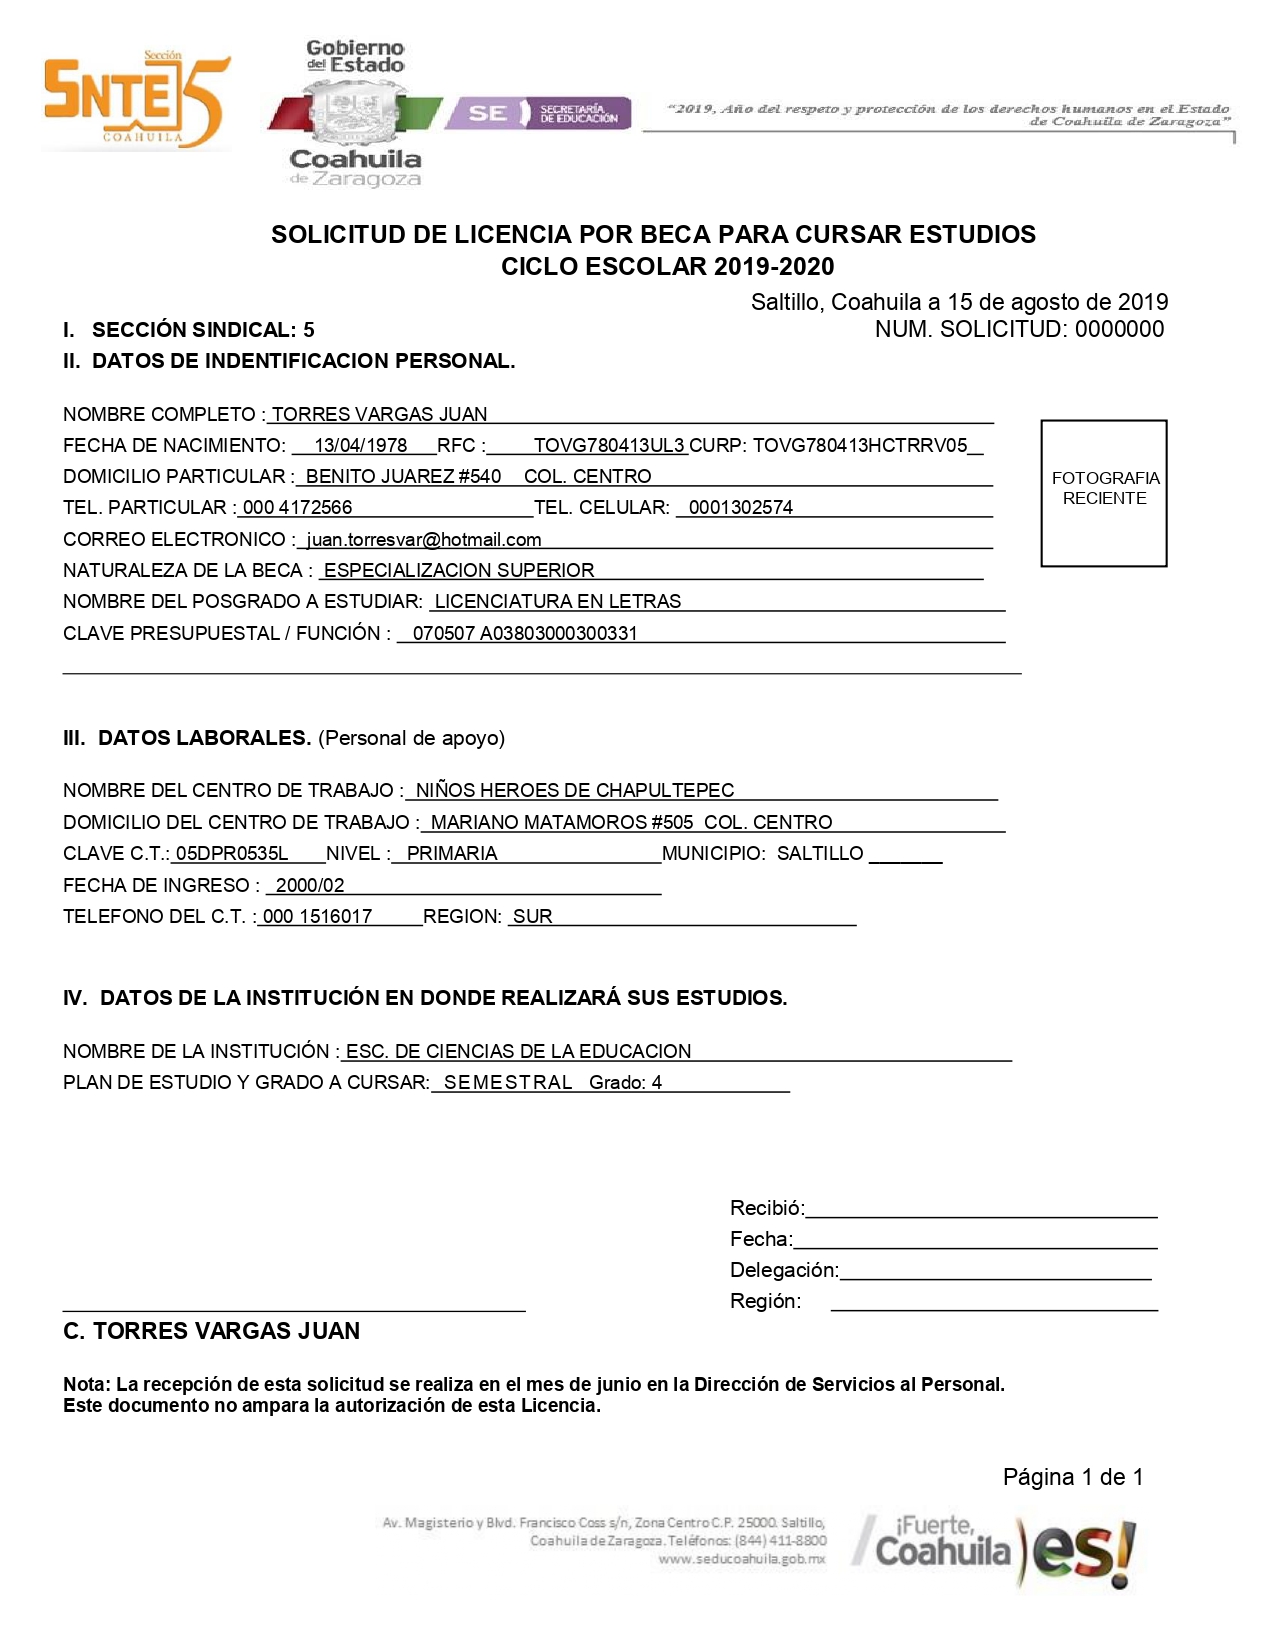 Sección
SNTE 5
COAHUILA
Gobierno
del Estado
Coahuila
de Zaragoza
SE
SECRETARÍA
DE EDUCACIÓN
“2019, Año del respeto y protección de los derechos humanos en el Estado
de Coahuila de Zaragoza”
SOLICITUD DE LICENCIA POR BECA PARA CURSAR ESTUDIOS
CICLO ESCOLAR 2019-2020
Saltillo, Coahuila a 15 de agosto de 2019
I. SECCIÓN SINDICAL: 5 NUM. SOLICITUD: 0000000
II. DATOS DE INDENTIFICACION PERSONAL.
NOMBRE COMPLETO : TORRES VARGAS JUAN
FECHA DE NACIMIENTO: 13/04/1978 RFC : TOVG780413UL3 CURP: TOVG780413HCTRRV05
DOMICILIO PARTICULAR : BENITO JUAREZ #540 COL. CENTRO
TEL. PARTICULAR : 000 4172566 TEL. CELULAR: 0001302574
CORREO ELECTRONICO : juan.torresvar@hotmail.com
NATURALEZA DE LA BECA : ESPECIALIZACION SUPERIOR
NOMBRE DEL POSGRADO A ESTUDIAR: LICENCIATURA EN LETRAS
CLAVE PRESUPUESTAL / FUNCIÓN : 070507 A03803000300331
FOTOGRAFIA
RECIENTE
III. DATOS LABORALES. (Personal de apoyo)
NOMBRE DEL CENTRO DE TRABAJO : NIÑOS HEROES DE CHAPULTEPEC
DOMICILIO DEL CENTRO DE TRABAJO : MARIANO MATAMOROS #505 COL. CENTRO
CLAVE C.T.: 05DPR0535L NIVEL : PRIMARIA MUNICIPIO: SALTILLO
FECHA DE INGRESO : 2000/02
TELEFONO DEL C.T. : 000 1516017 REGION: SUR
IV. DATOS DE LA INSTITUCIÓN EN DONDE REALIZARÁ SUS ESTUDIOS.
NOMBRE DE LA INSTITUCIÓN : ESC. DE CIENCIAS DE LA EDUCACION
PLAN DE ESTUDIO Y GRADO A CURSAR: SEMESTRAL Grado: 4
Recibió:
Fecha:
Delegación:
Región:
C. TORRES VARGAS JUAN
Nota: La recepción de esta solicitud se realiza en el mes de junio en la Dirección de Servicios al Personal.
Este documento no ampara la autorización de esta Licencia.
Página 1 de 1
Av. Magisterio y Blvd. Francisco Coss s/n, Zona Centro C.P. 25000. Saltillo,
Coahuila de Zaragoza. Teléfonos: (844) 411-8800
www.seducoahuila.gob.mx
¡Fuerte,
Coahuila es!